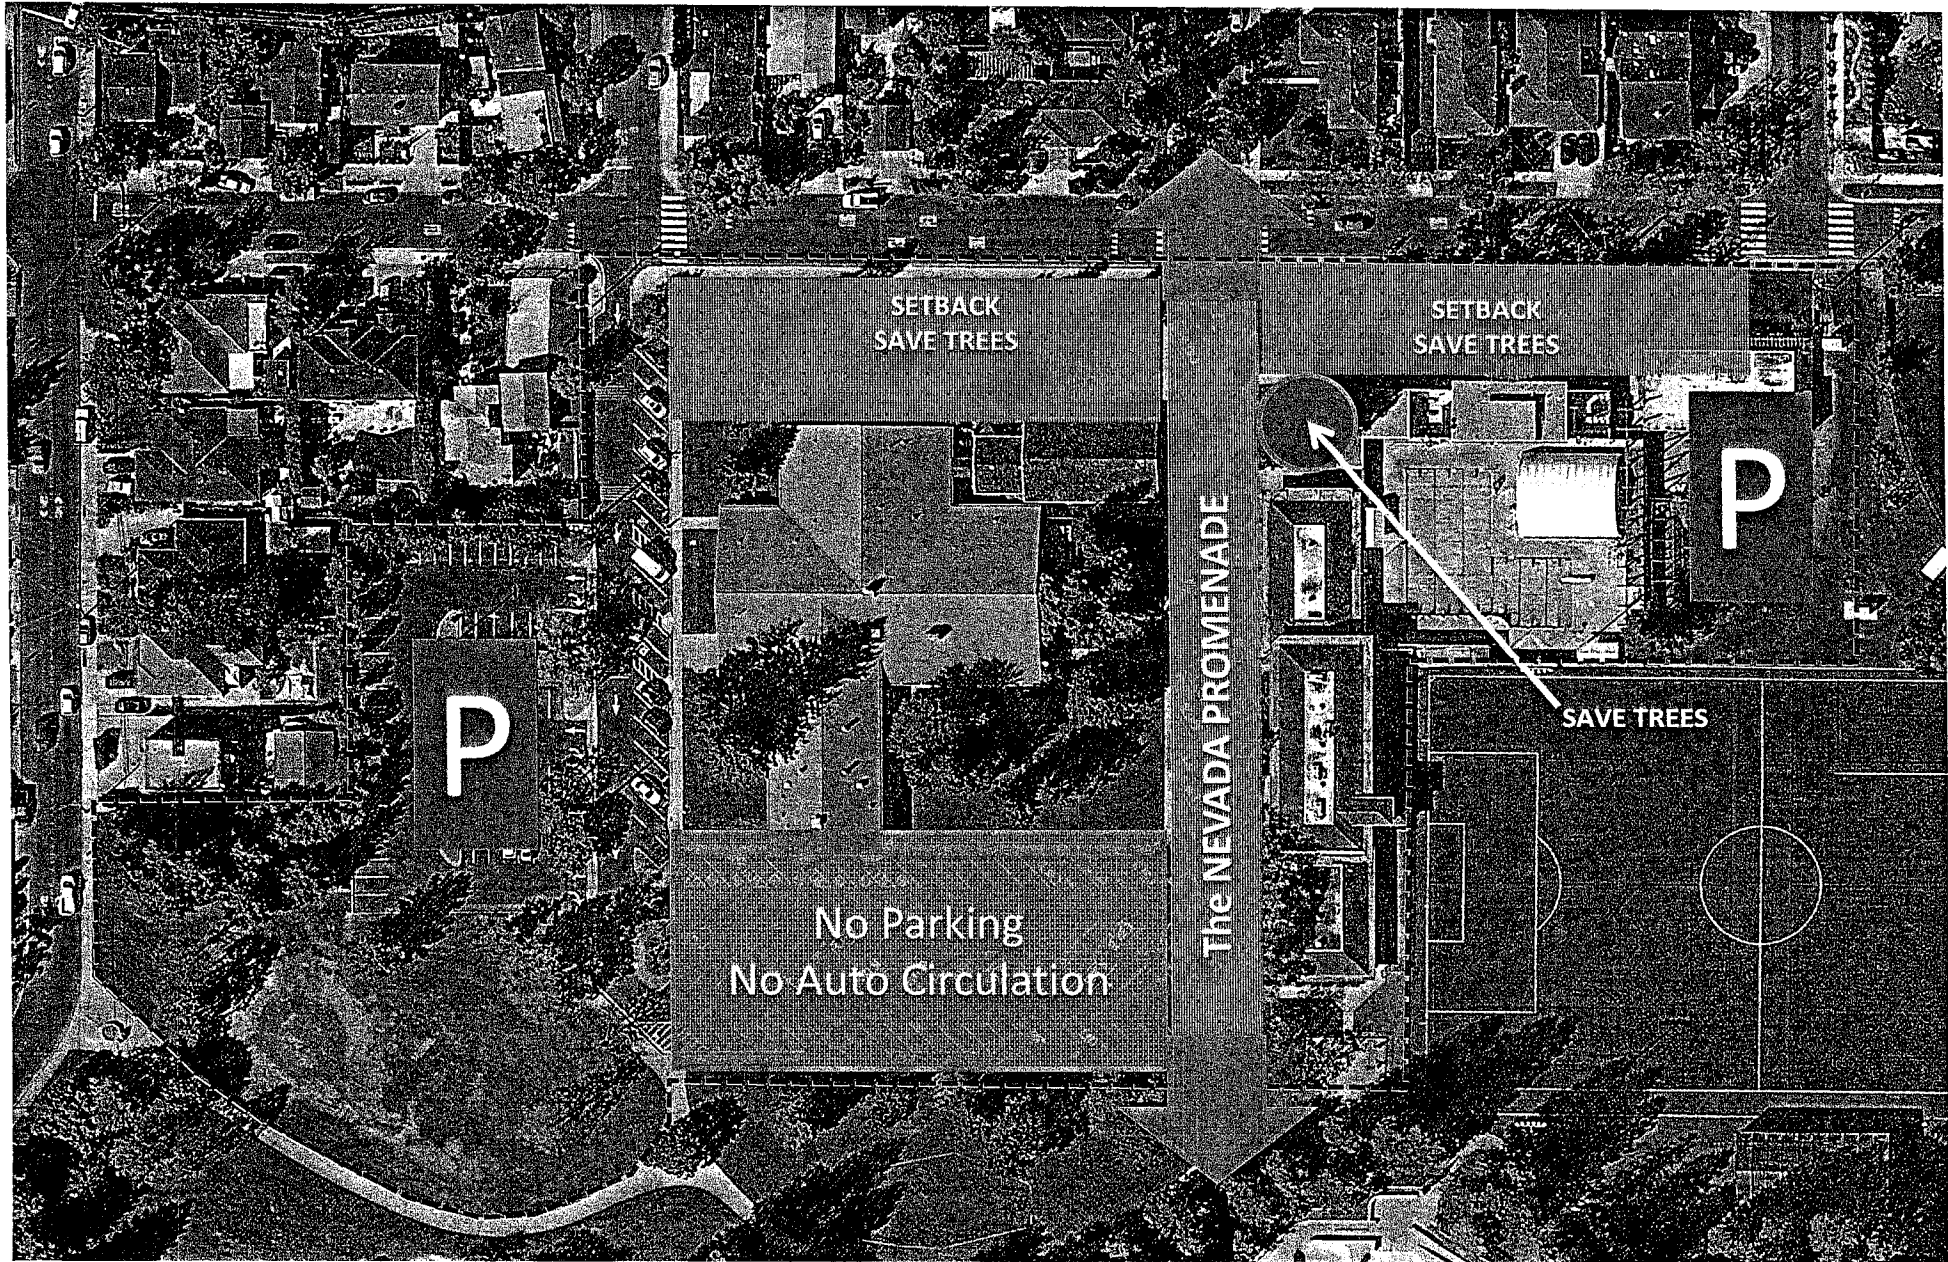 SETBACK
SAVE TREES
SETBACK
SAVE TREES
P
P
The NEVADA PROMENADE
SAVE TREES
No Parking
No Auto Circulation